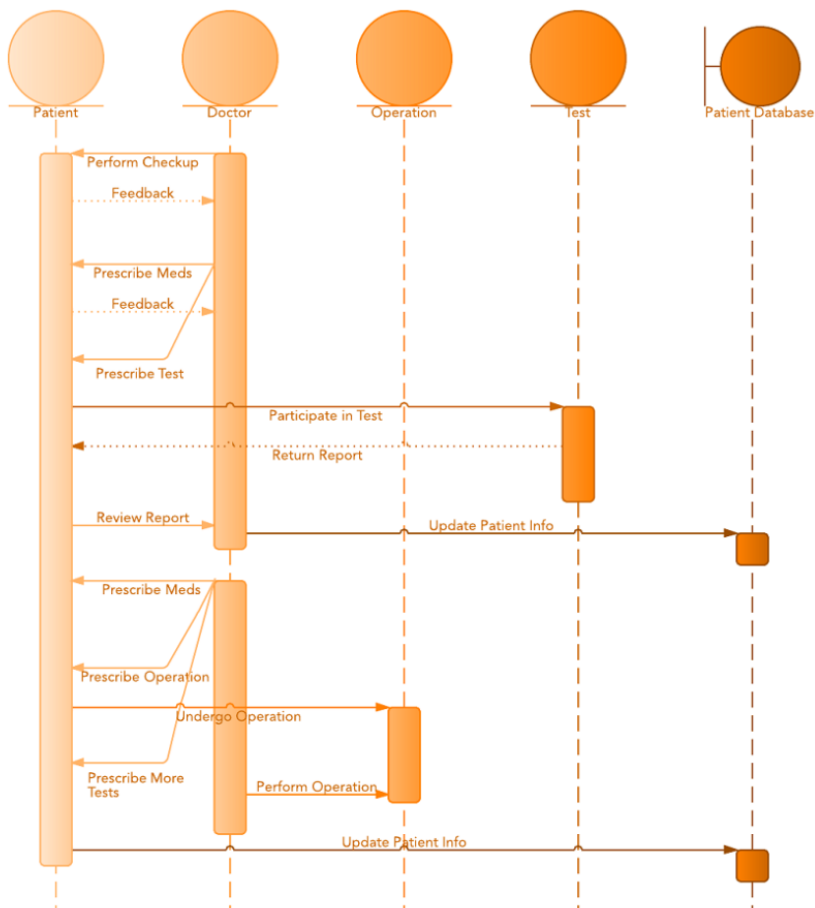 Patient
Doctor
Operation
Test
Patient Database
Perform Checkup
Feedback
Prescribe Meds
Feedback
Prescribe Test
Participate in Test
Return Report
Review Report
Update Patient Info
Prescribe Meds
Prescribe Operation
Undergo Operation
Prescribe More
Tests
Perform Operation
Update Patient Info